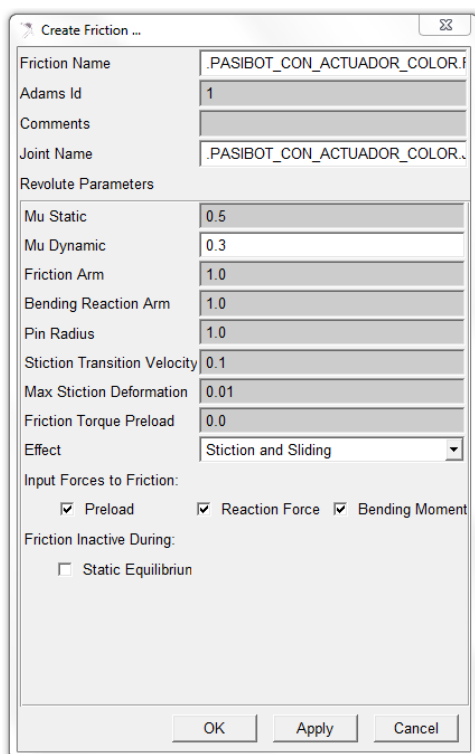 Create Friction ...
Friction Name .PASIBOT_CON_ACTUADOR_COLOR.F
Adams Id 1
Comments
Joint Name .PASIBOT_CON_ACTUADOR_COLOR.J
Revolute Parameters
Mu Static 0.5
Mu Dynamic 0.3
Friction Arm 1.0
Bending Reaction Arm 1.0
Pin Radius 1.0
Stiction Transition Velocity 0.1
Max Stiction Deformation 0.01
Friction Torque Preload 0.0
Effect Stiction and Sliding
Input Forces to Friction:
Preload Reaction Force Bending Moment
Friction Inactive During:
Static Equilibriun
OK Apply Cancel